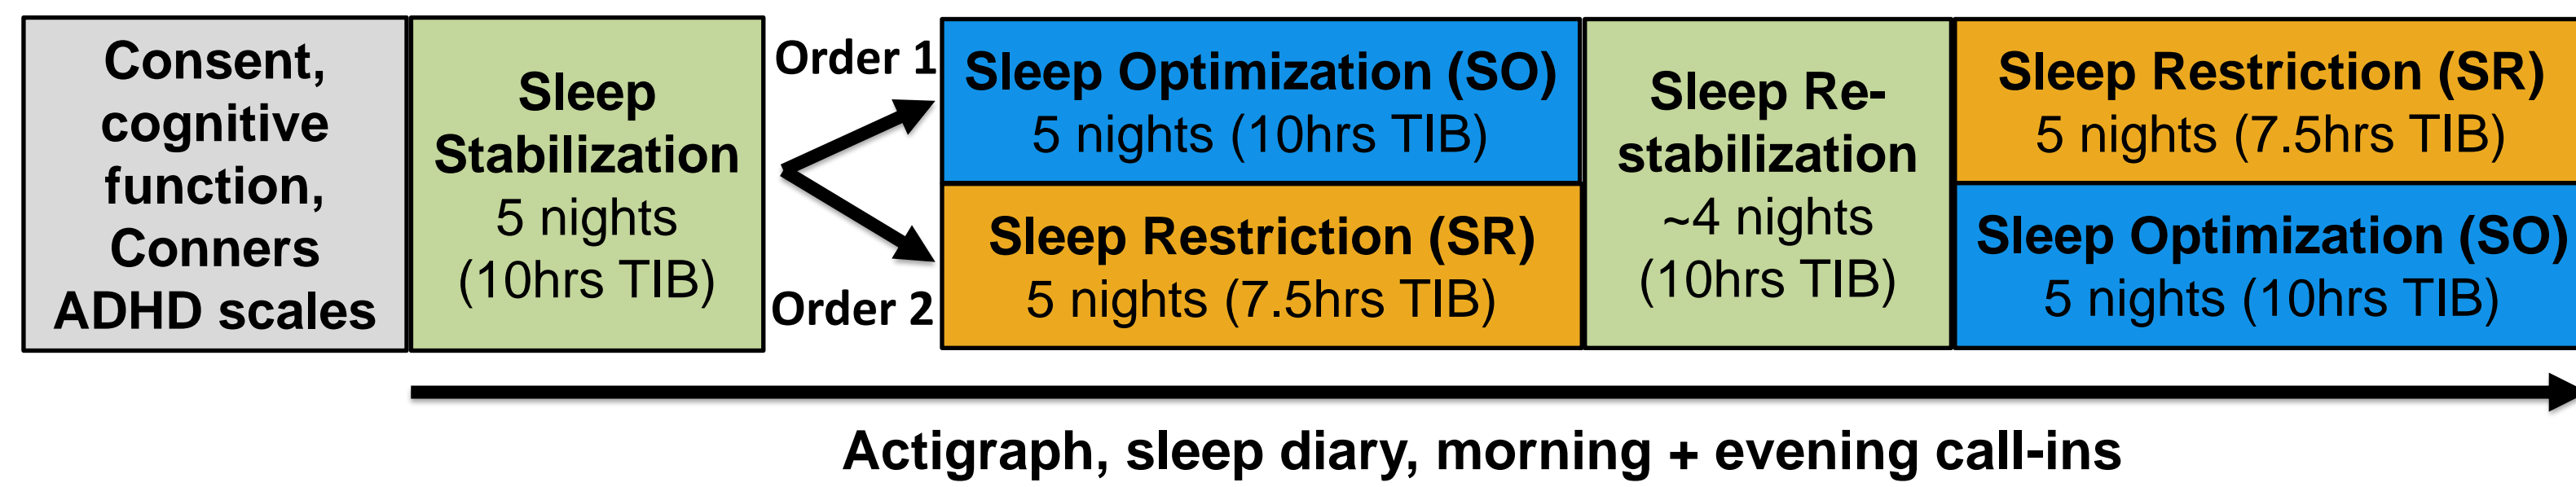 Consent,
cognitive
function,
Conners
ADHD scales
Sleep
Stabilization
5 nights
(10hrs TIB)
Order 1
Order 2
Sleep Optimization (SO)
5 nights (10hrs TIB)
Sleep Restriction (SR)
5 nights (7.5hrs TIB)
Sleep Re-
stabilization
~4 nights
(10hrs TIB)
Sleep Restriction (SR)
5 nights (7.5hrs TIB)
Sleep Optimization (SO)
5 nights (10hrs TIB)
Actigraph, sleep diary, morning + evening call-ins